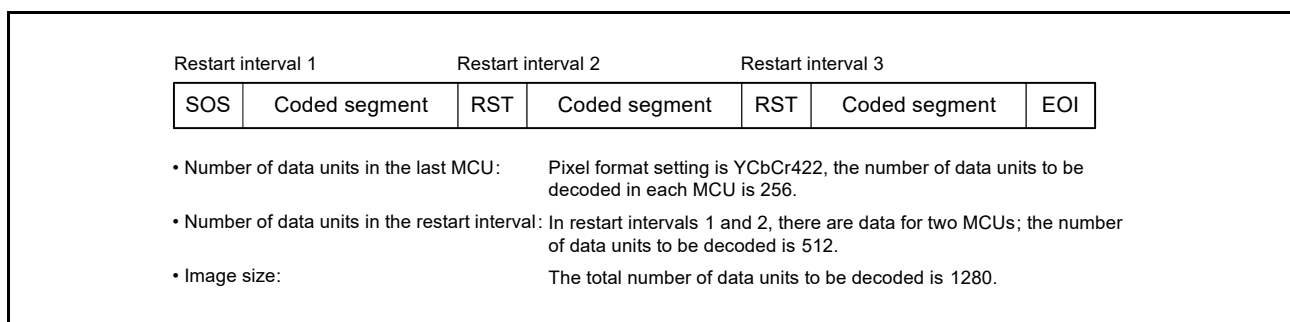 Restart interval 1 Restart interval 2 Restart interval 3
SOS Coded segment RST Coded segment RST Coded segment EOI
• Number of data units in the last MCU: Pixel format setting is YCbCr422, the number of data units to be
decoded in each MCU is 256.
• Number of data units in the restart interval: In restart intervals 1 and 2, there are data for two MCUs; the number
of data units to be decoded is 512.
• Image size: The total number of data units to be decoded is 1280.